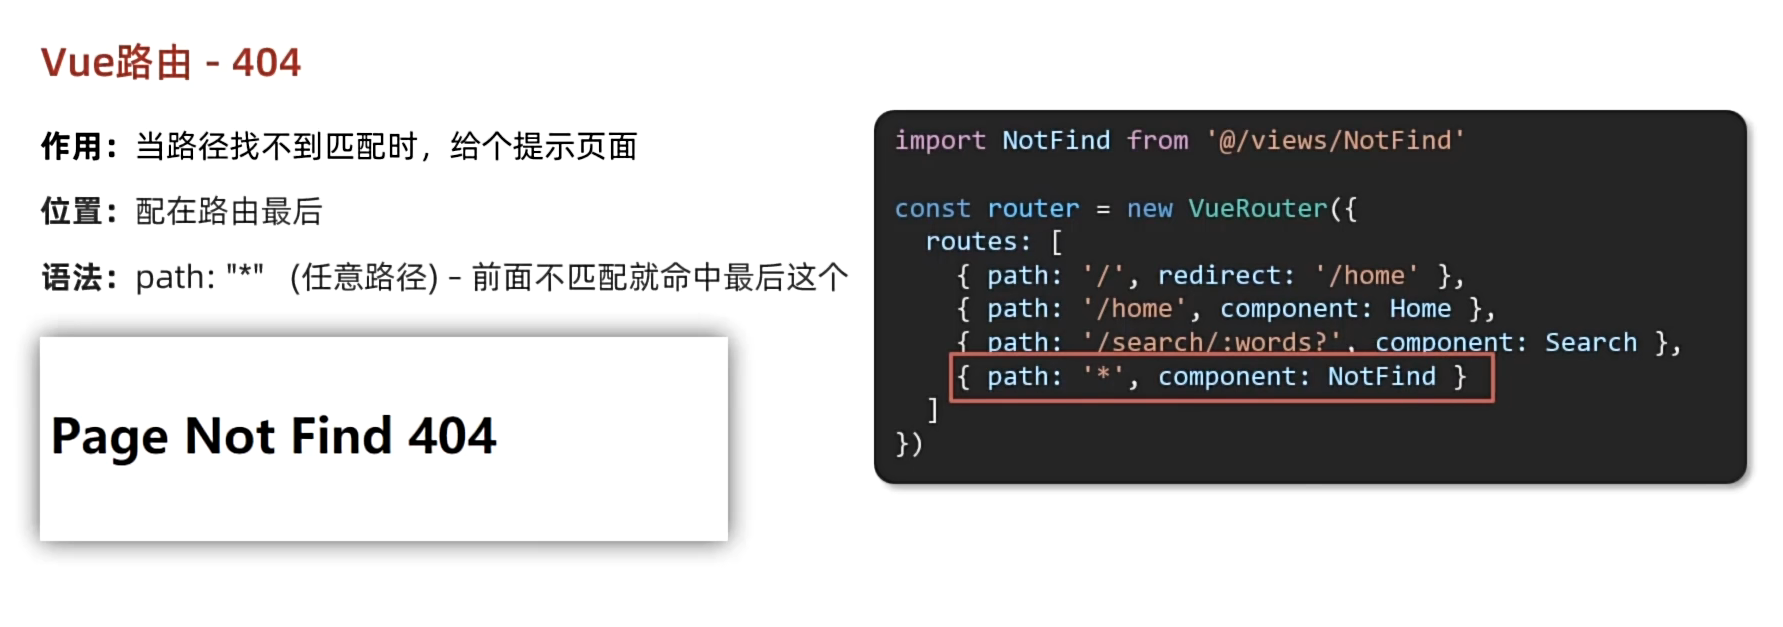 Vue路由 - 404
作用：当路径找不到匹配时，给个提示页面
位置：配在路由最后
语法：path: "*" (任意路径) – 前面不匹配就命中最后这个
Page Not Find 404
import NotFind from '@/views/NotFind'
const router = new VueRouter({
routes: [
{ path: '/', redirect: '/home' },
{ path: '/home', component: Home },
{ path: '/search/:words?', component: Search },
{ path: '*', component: NotFind }
]
})